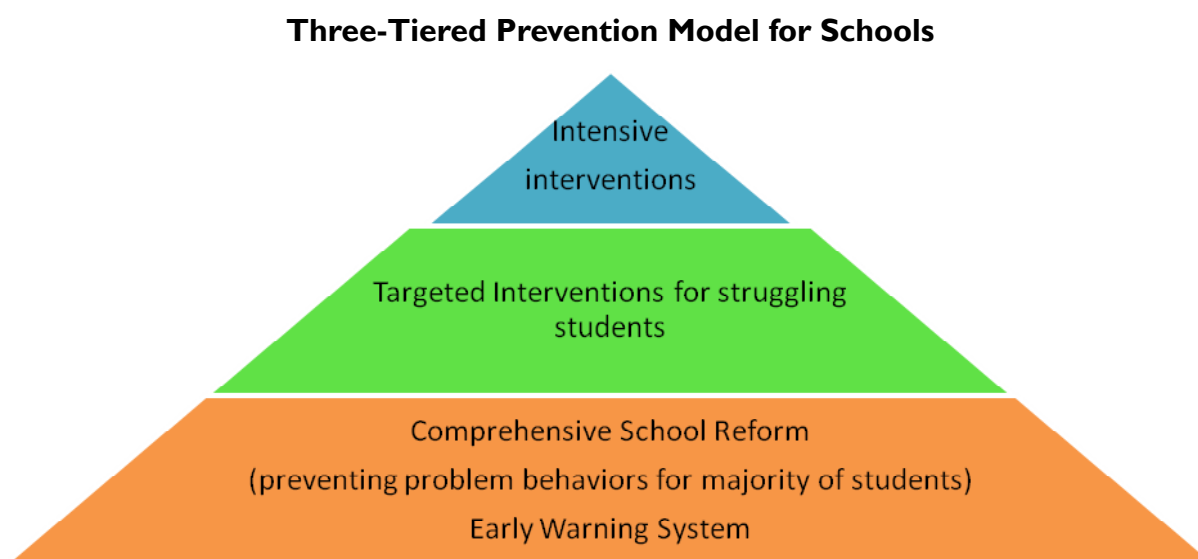 Three-Tiered Prevention Model for Schools
Intensive
interventions
Targeted Interventions for struggling
students
Comprehensive School Reform
(preventing problem behaviors for majority of students)
Early Warning System